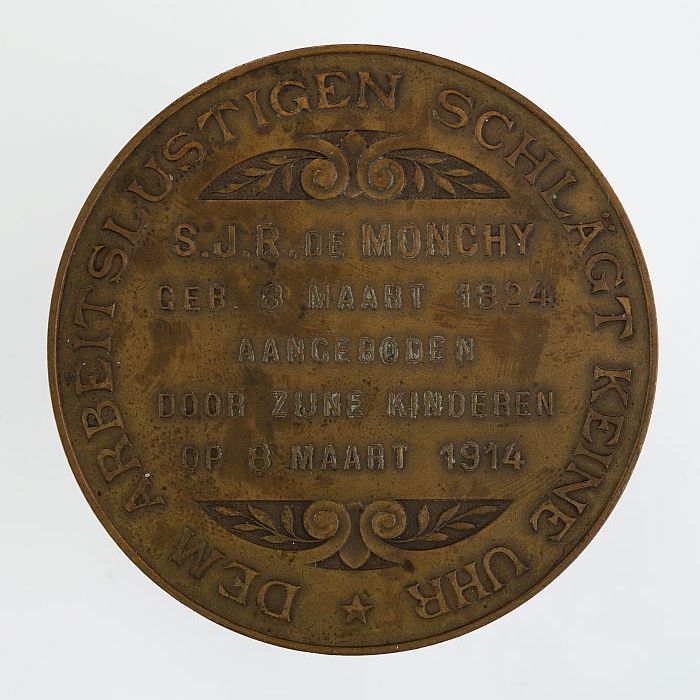 DEM ARBEITSLUSTIGEN SCHLÄGT KEINE UHR
S.J.R. DE MONCHY
GEB. 8 MAART 1824
AANGEBODEN
DOOR ZIJNE KINDEREN
OP 8 MAART 1914